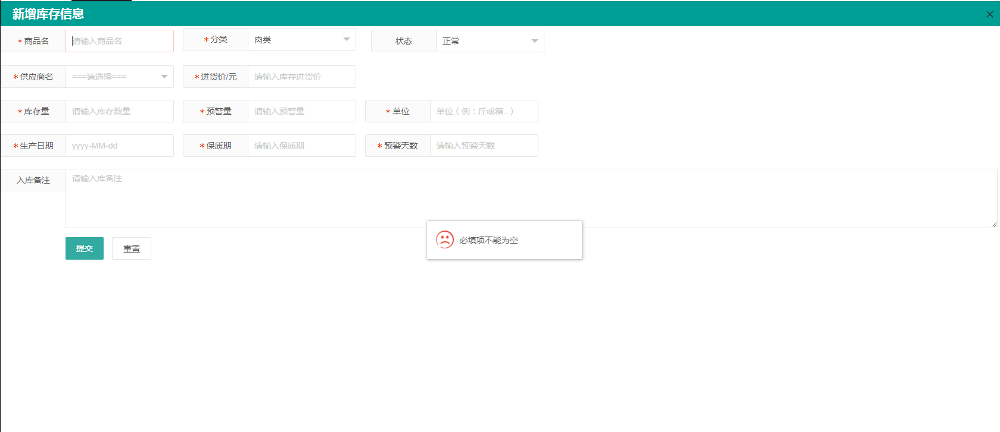 新增库存信息
*商品名 请输入商品名 *分类 肉类 状态 正常
*供应商名 ===请选择=== *进货价/元 请输入库存进货价
*库存量 请输入库存数量 *预警量 请输入预警量 *单位 单位（例：斤或箱..）
*生产日期 yyyy-MM-dd *保质期 请输入保质期 *预警天数 请输入预警天数
入库备注 请输入库备注
必填项不能为空
提交 重置